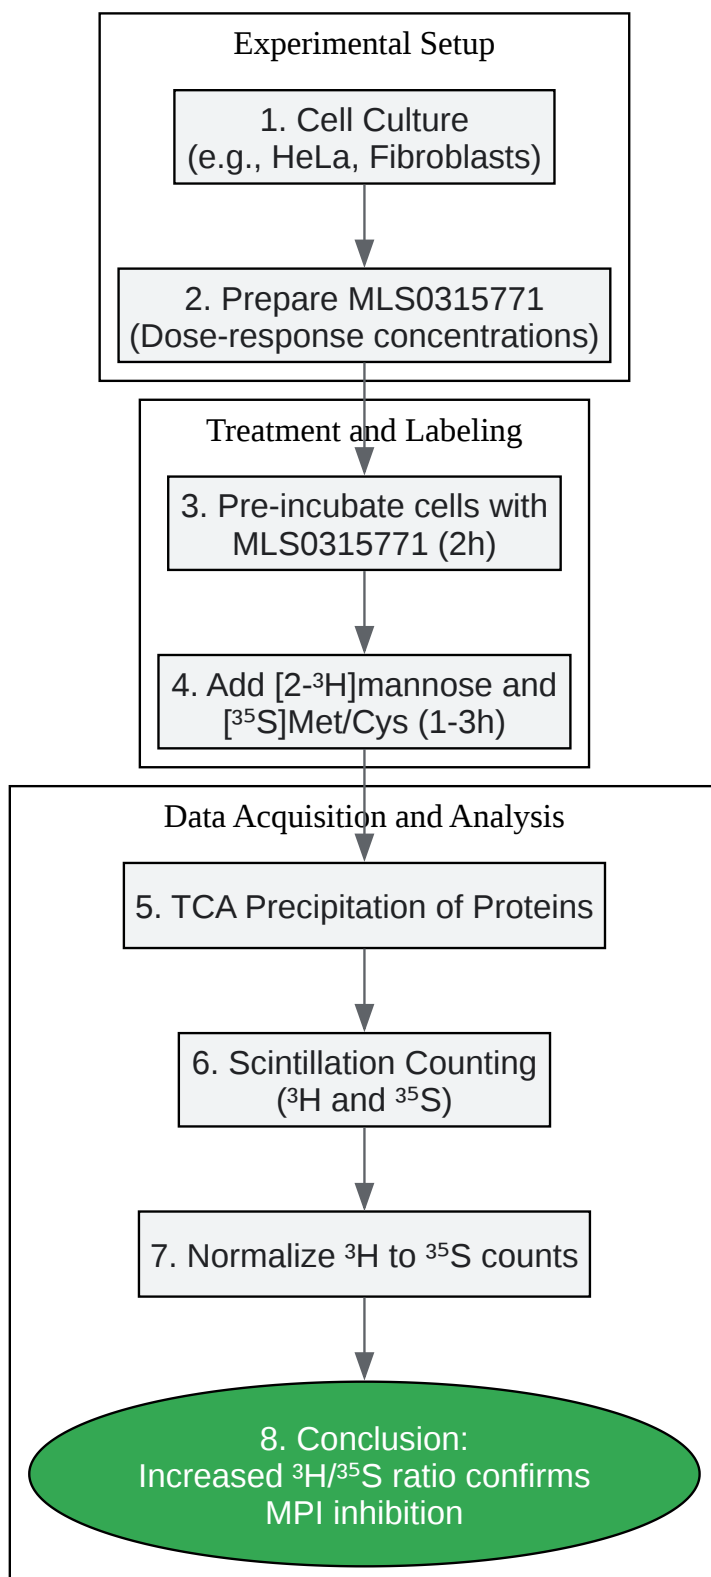 Experimental Setup
1. Cell Culture
(e.g., HeLa, Fibroblasts)
2. Prepare MLS0315771
(Dose-response concentrations)
Treatment and Labeling
3. Pre-incubate cells with
MLS0315771 (2h)
4. Add [2-³H]mannose and
[³⁵S]Met/Cys (1-3h)
Data Acquisition and Analysis
5. TCA Precipitation of Proteins
6. Scintillation Counting
(³H and ³⁵S)
7. Normalize ³H to ³⁵S counts
8. Conclusion:
Increased ³H/³⁵S ratio confirms
MPI inhibition